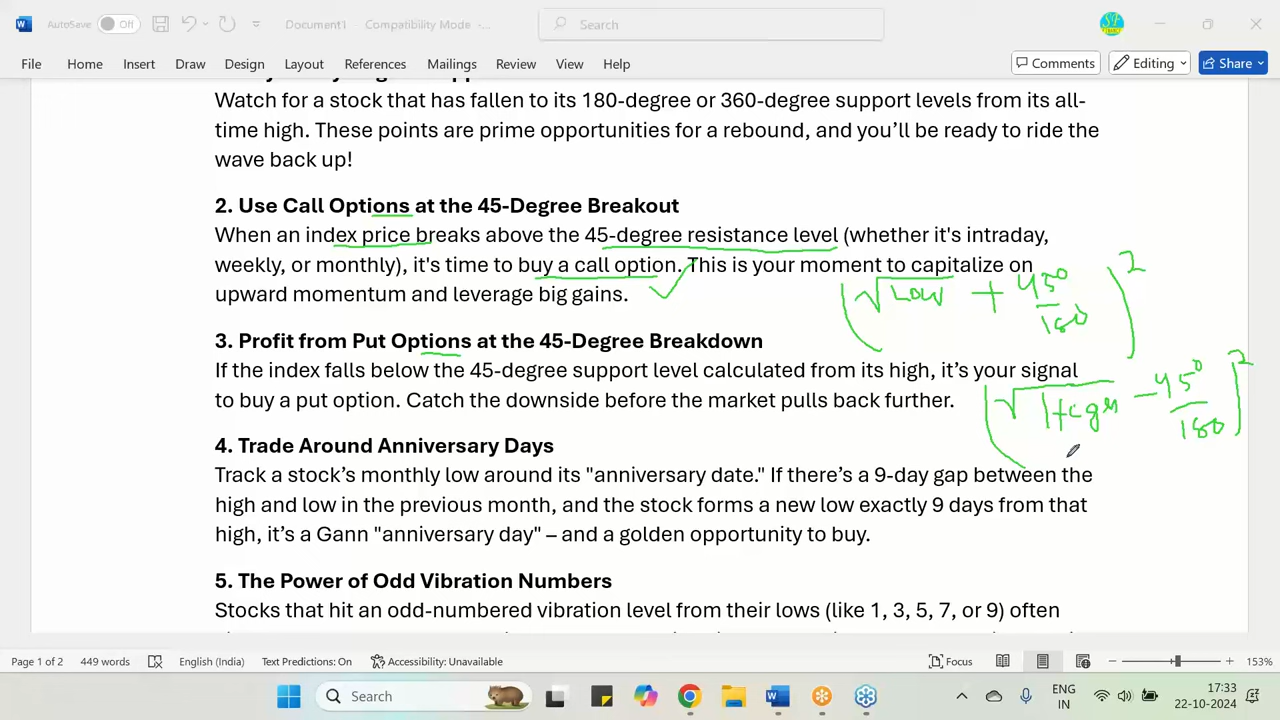 AutoSave Off Document1 Compatibility Mode Search
File Home Insert Draw Design Layout References Mailings Review View Help Comments Editing Share
Watch for a stock that has fallen to its 180-degree or 360-degree support levels from its all-
time high. These points are prime opportunities for a rebound, and you’ll be ready to ride the
wave back up!
2. Use Call Options at the 45-Degree Breakout
When an index price breaks above the 45-degree resistance level (whether it's intraday,
weekly, or monthly), it's time to buy a call option. This is your moment to capitalize on
upward momentum and leverage big gains.
(√Low + 45°/180)²
3. Profit from Put Options at the 45-Degree Breakdown
If the index falls below the 45-degree support level calculated from its high, it’s your signal
to buy a put option. Catch the downside before the market pulls back further.
(√High − 45°/180)²
4. Trade Around Anniversary Days
Track a stock’s monthly low around its "anniversary date." If there’s a 9-day gap between the
high and low in the previous month, and the stock forms a new low exactly 9 days from that
high, it’s a Gann "anniversary day" – and a golden opportunity to buy.
5. The Power of Odd Vibration Numbers
Stocks that hit an odd-numbered vibration level from their lows (like 1, 3, 5, 7, or 9) often
Page 1 of 2 449 words English (India) Text Predictions: On Accessibility: Unavailable Focus 153%
Search ENG 17:33
IN 22-10-2024